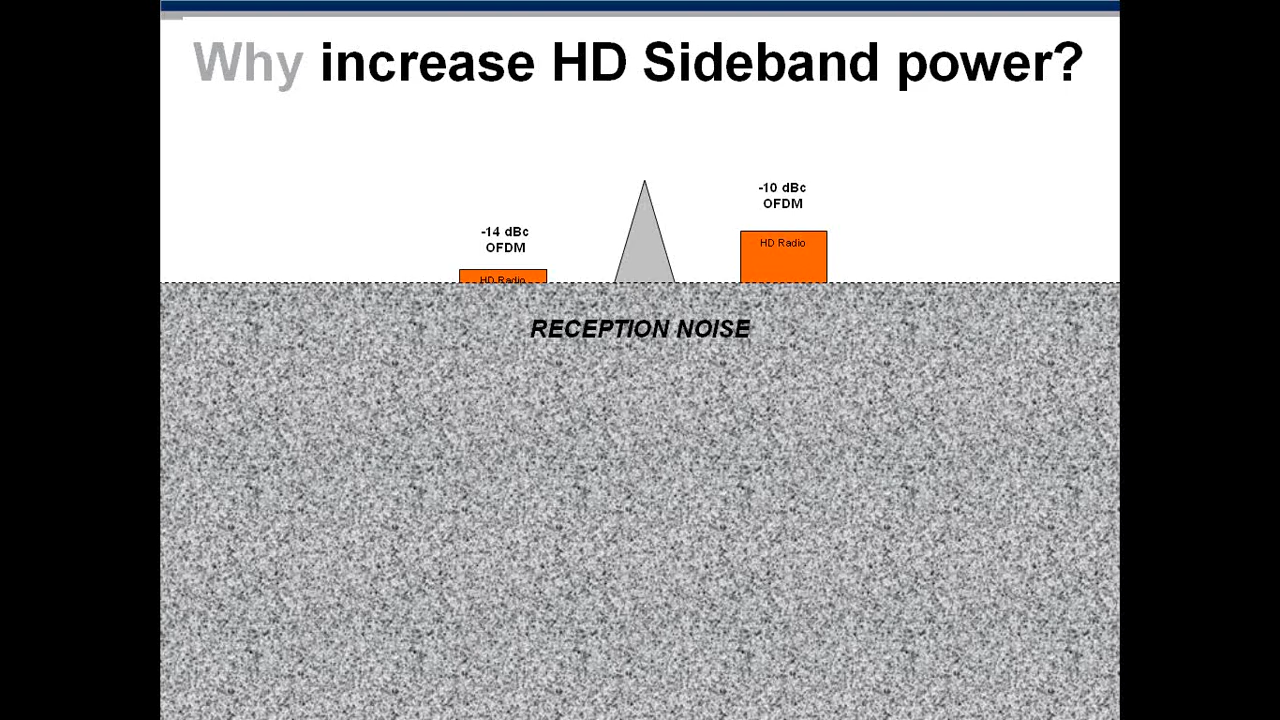 Why increase HD Sideband power?
-10 dBc
OFDM
-14 dBc
OFDM
HD Radio
HD Radio
RECEPTION NOISE